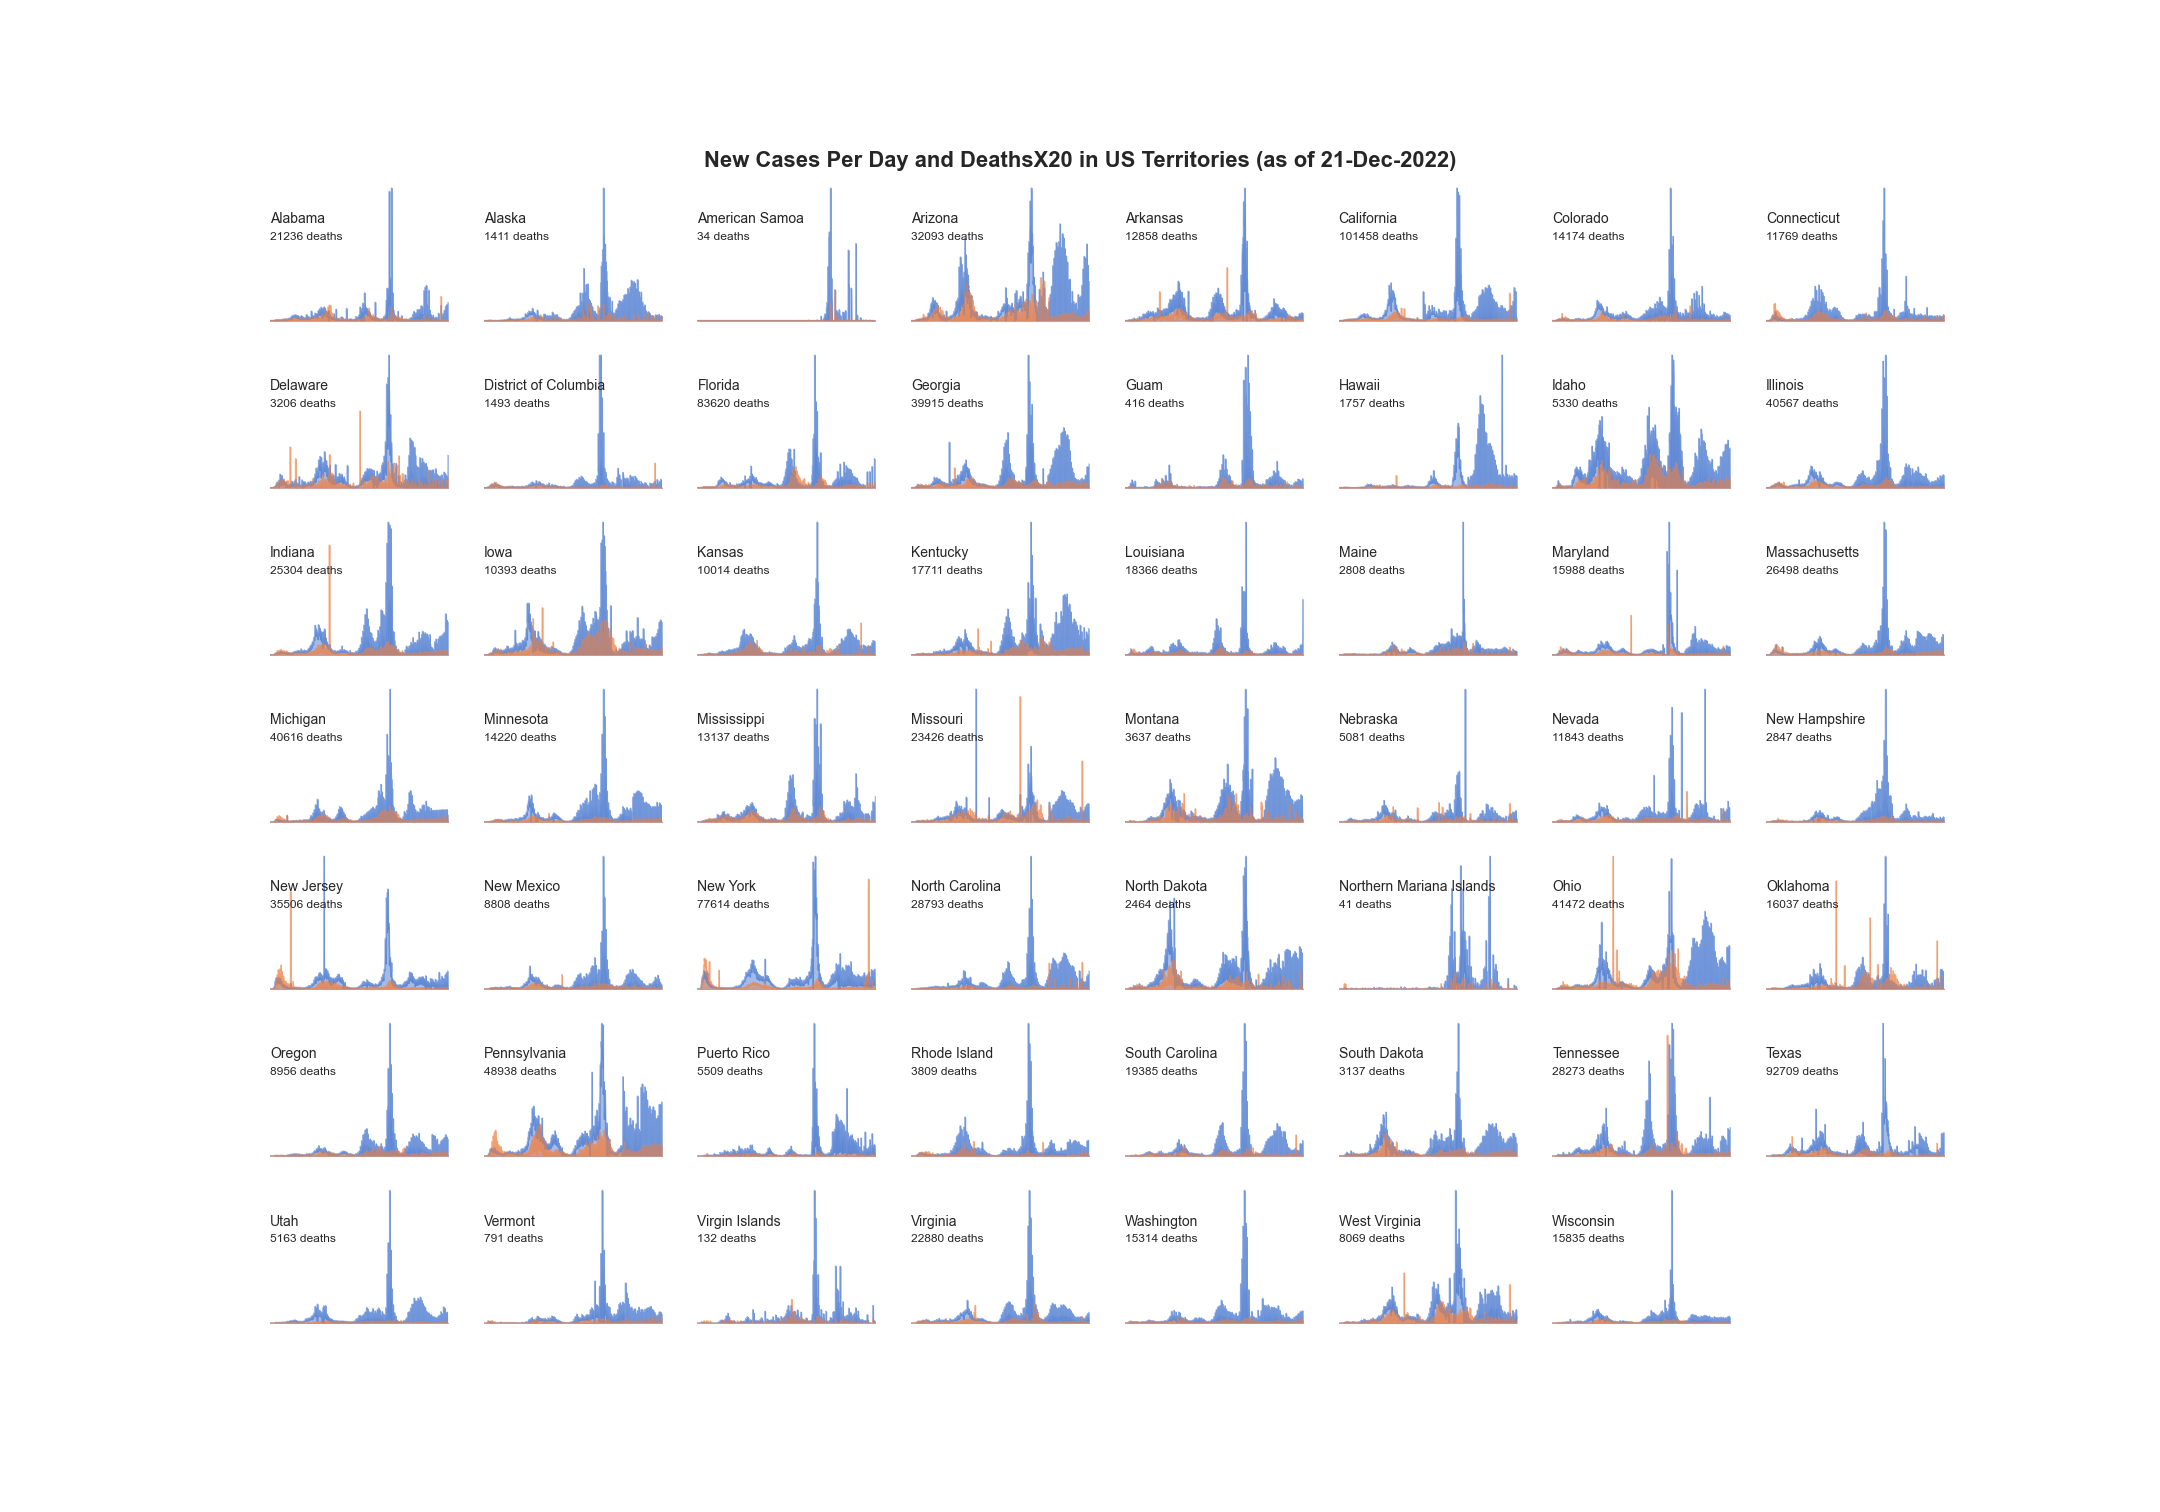 New Cases Per Day and DeathsX20 in US Territories (as of 21-Dec-2022)
Alabama
21236 deaths
Alaska
1411 deaths
American Samoa
34 deaths
Arizona
32093 deaths
Arkansas
12858 deaths
California
101458 deaths
Colorado
14174 deaths
Connecticut
11769 deaths
Delaware
3206 deaths
District of Columbia
1493 deaths
Florida
83620 deaths
Georgia
39915 deaths
Guam
416 deaths
Hawaii
1757 deaths
Idaho
5330 deaths
Illinois
40567 deaths
Indiana
25304 deaths
Iowa
10393 deaths
Kansas
10014 deaths
Kentucky
17711 deaths
Louisiana
18366 deaths
Maine
2808 deaths
Maryland
15988 deaths
Massachusetts
26498 deaths
Michigan
40616 deaths
Minnesota
14220 deaths
Mississippi
13137 deaths
Missouri
23426 deaths
Montana
3637 deaths
Nebraska
5081 deaths
Nevada
11843 deaths
New Hampshire
2847 deaths
New Jersey
35506 deaths
New Mexico
8808 deaths
New York
77614 deaths
North Carolina
28793 deaths
North Dakota
2464 deaths
Northern Mariana Islands
41 deaths
Ohio
41472 deaths
Oklahoma
16037 deaths
Oregon
8956 deaths
Pennsylvania
48938 deaths
Puerto Rico
5509 deaths
Rhode Island
3809 deaths
South Carolina
19385 deaths
South Dakota
3137 deaths
Tennessee
28273 deaths
Texas
92709 deaths
Utah
5163 deaths
Vermont
791 deaths
Virgin Islands
132 deaths
Virginia
22880 deaths
Washington
15314 deaths
West Virginia
8069 deaths
Wisconsin
15835 deaths